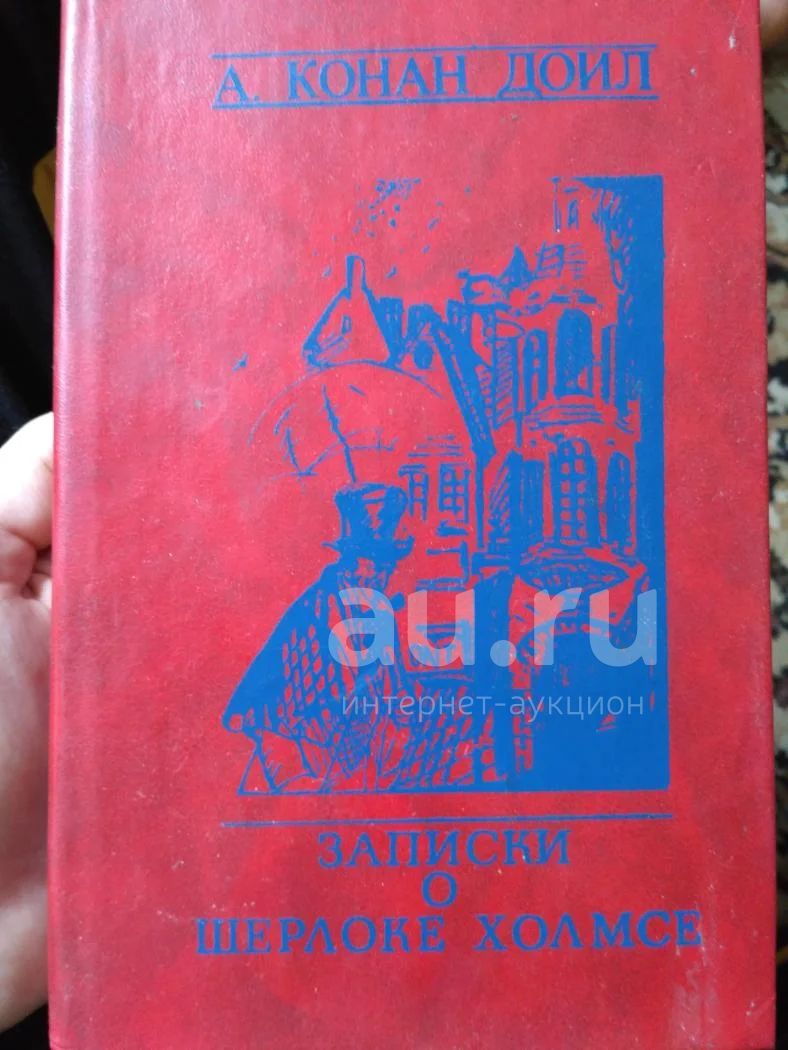 А. КОНАН ДОИЛ
au.ru
интернет-аукцион
ЗАПИСКИ
О
ШЕРЛОКЕ ХОЛМСЕ